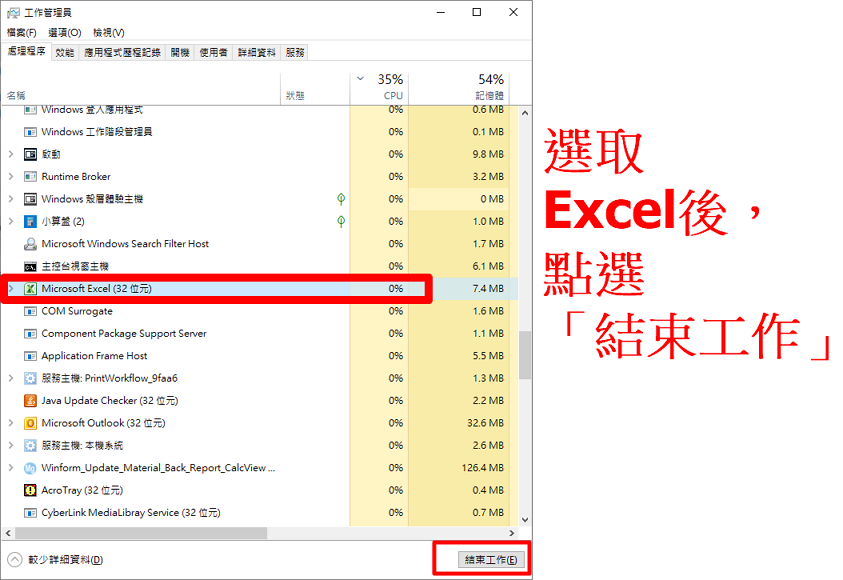 工作管理員
檔案(F) 選項(O) 檢視(V)
處理程序 效能 應用程式歷程記錄 開機 使用者 詳細資料 服務
35% 54%
名稱 狀態 CPU 記憶體
Windows 登入應用程式 0% 0.6 MB
Windows 工作階段管理員 0% 0.1 MB
啟動 0% 9.8 MB
Runtime Broker 0% 3.2 MB
Windows 殼層體驗主機 0% 0 MB
小算盤 (2) 0% 1.0 MB
Microsoft Windows Search Filter Host 0% 1.7 MB
主控台視窗主機 0% 6.1 MB
Microsoft Excel (32 位元) 0% 7.4 MB
COM Surrogate 0% 1.6 MB
Component Package Support Server 0% 1.1 MB
Application Frame Host 0% 5.5 MB
服務主機: PrintWorkflow_9faa6 0% 1.3 MB
Java Update Checker (32 位元) 0% 2.2 MB
Microsoft Outlook (32 位元) 0% 32.6 MB
服務主機: 本機系統 0% 2.6 MB
Winform_Update_Material_Back_Report_CalcView ... 0% 126.4 MB
AcroTray (32 位元) 0% 0.4 MB
CyberLink MediaLibray Service (32 位元) 0% 0.7 MB
較少詳細資料(D) 結束工作(E)
選取
Excel後，
點選
「結束工作」